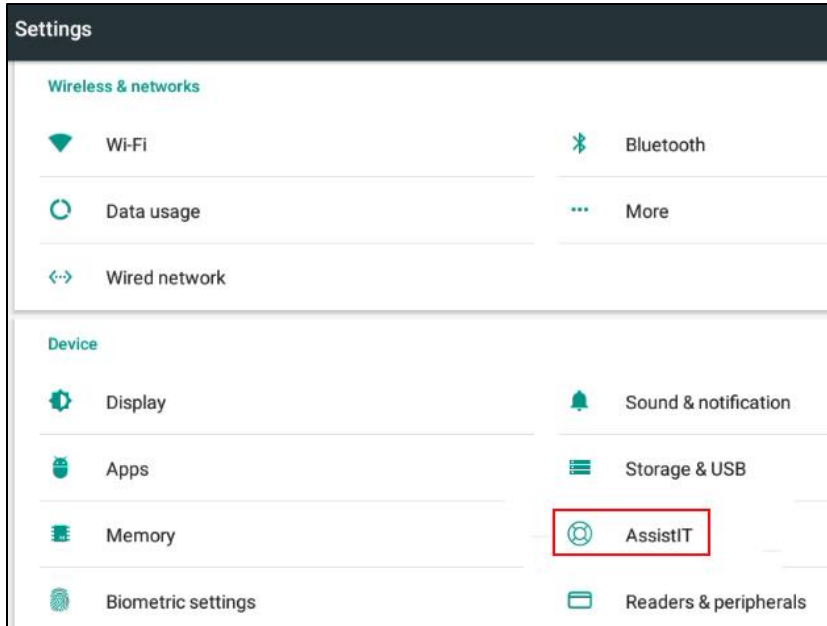 Settings
Wireless & networks
Wi-Fi
Bluetooth
Data usage
More
Wired network
Device
Display
Sound & notification
Apps
Storage & USB
Memory
AssistIT
Biometric settings
Readers & peripherals